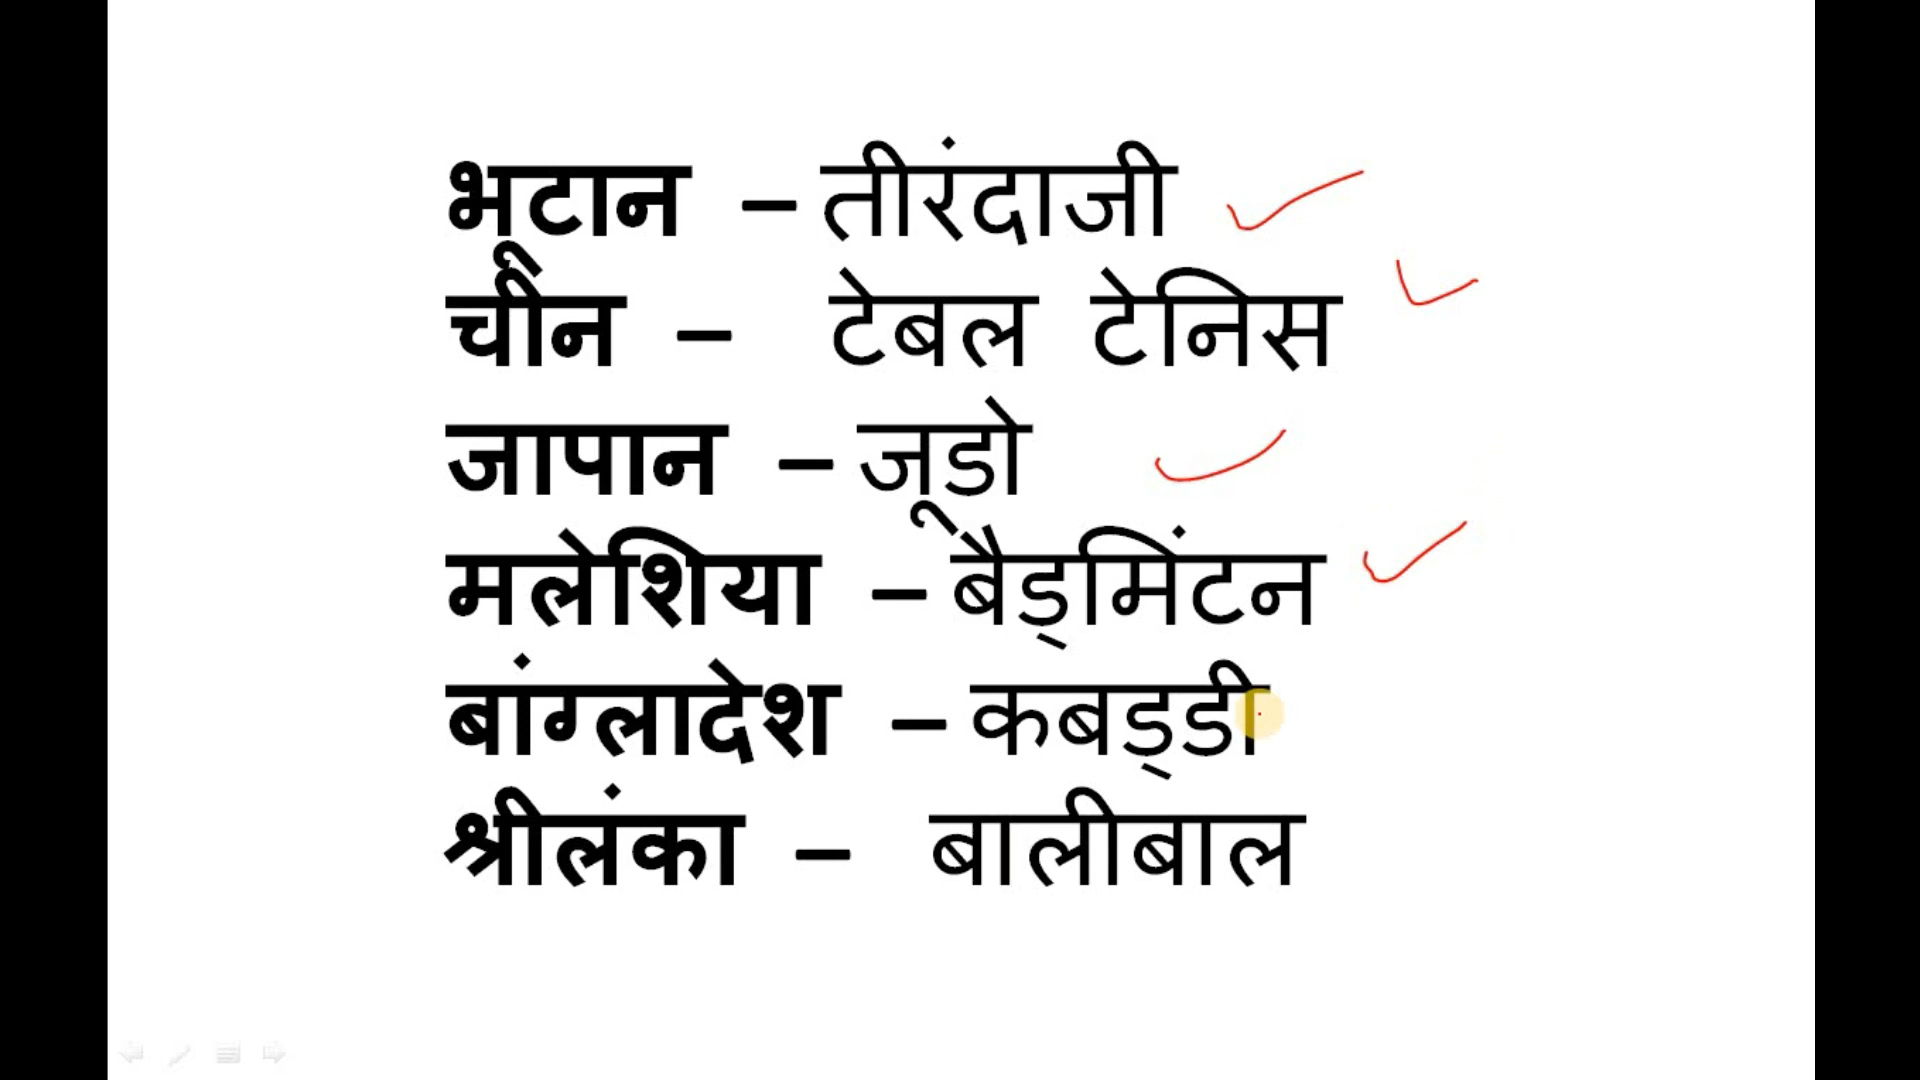 भूटान – तीरंदाजी
चीन – टेबल टेनिस
जापान – जूडो
मलेशिया – बैड्मिंटन
बांग्लादेश – कबड्डी
श्रीलंका – बालीबाल